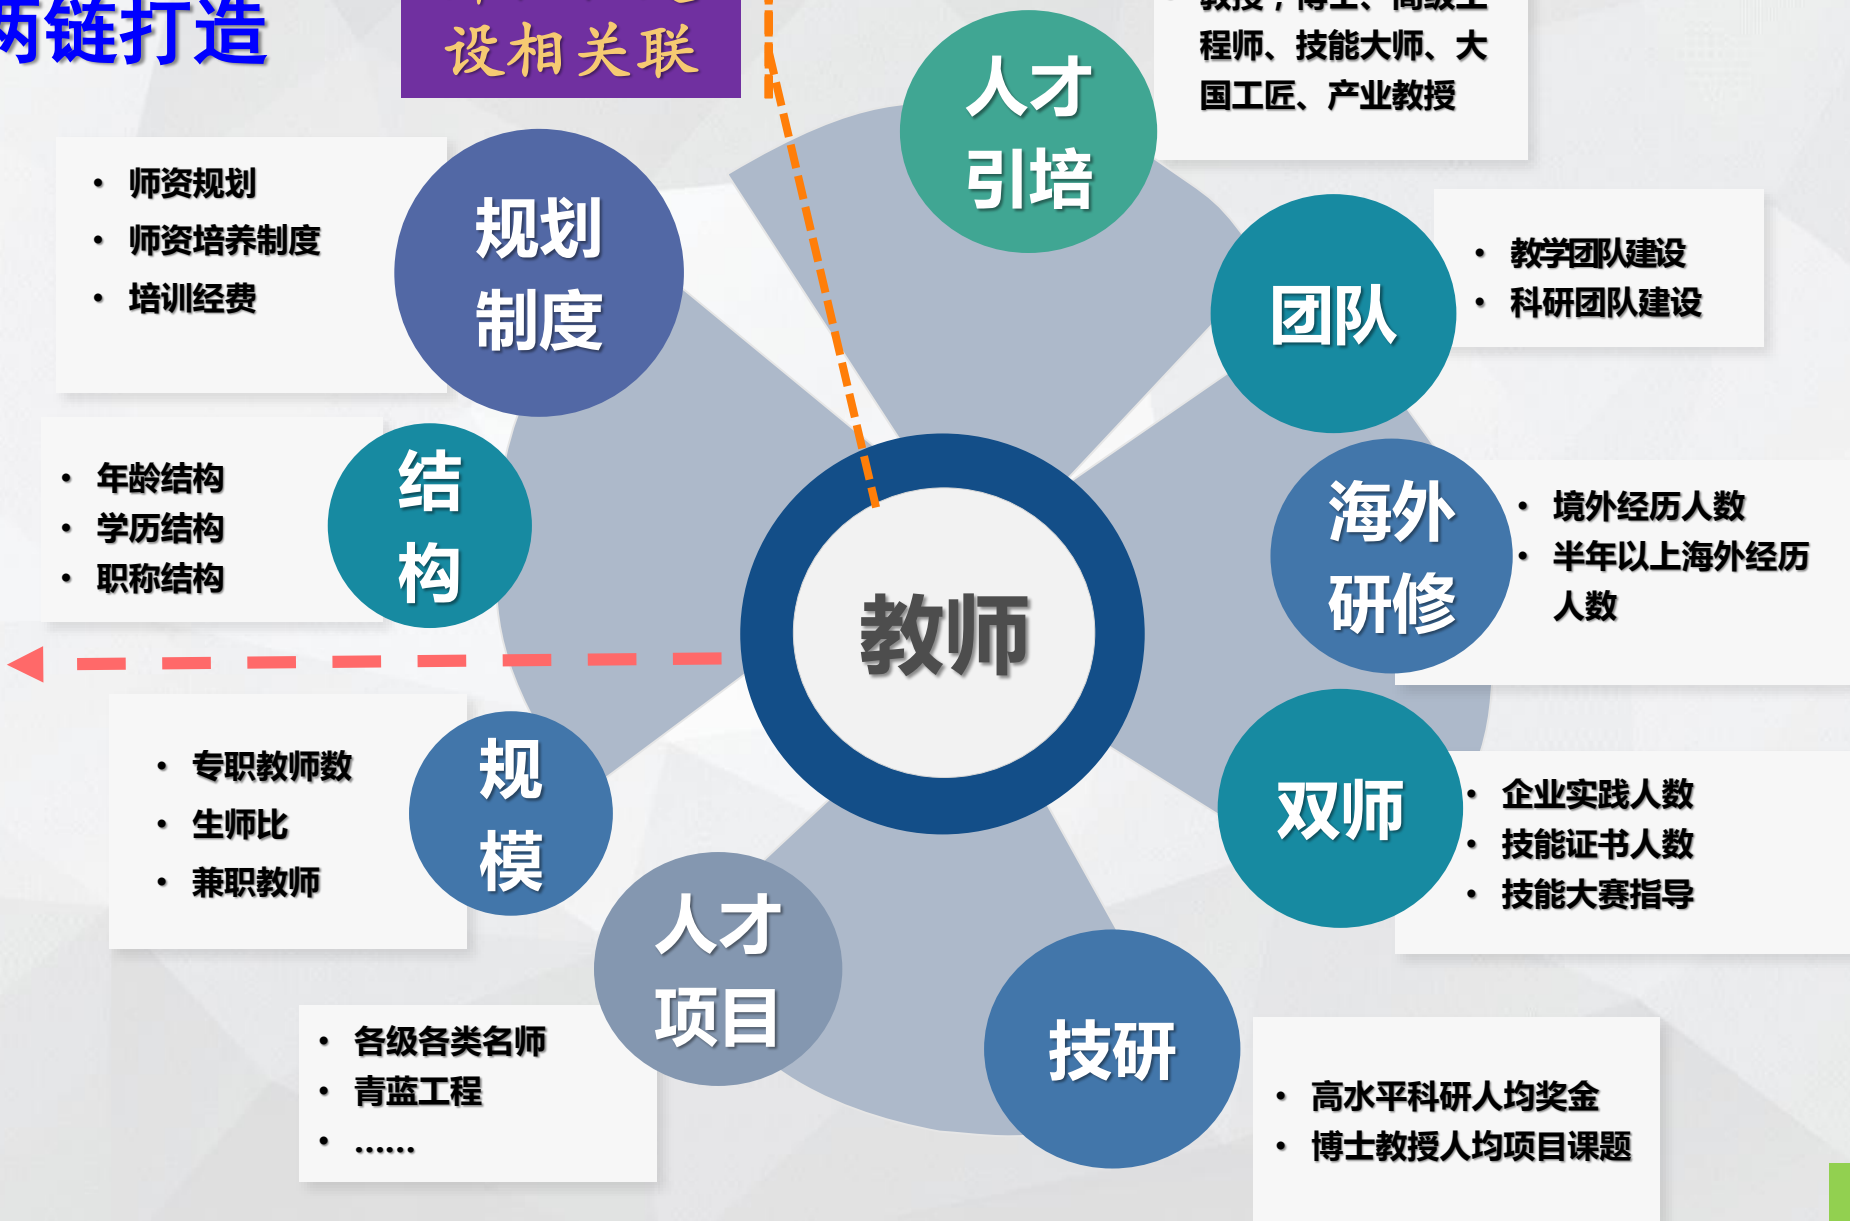 两链打造
设相关联
人才
引培
教授，博士、高级工
程师、技能大师、大
国工匠、产业教授
• 师资规划
• 师资培养制度
• 培训经费
规划
制度
团队
• 教学团队建设
• 科研团队建设
• 年龄结构
• 学历结构
• 职称结构
结
构
海外
研修
• 境外经历人数
• 半年以上海外经历
人数
教师
• 专职教师数
• 生师比
• 兼职教师
规
模
双师
• 企业实践人数
• 技能证书人数
• 技能大赛指导
人才
项目
• 各级各类名师
• 青蓝工程
• ......
技研
• 高水平科研人均奖金
• 博士教授人均项目课题